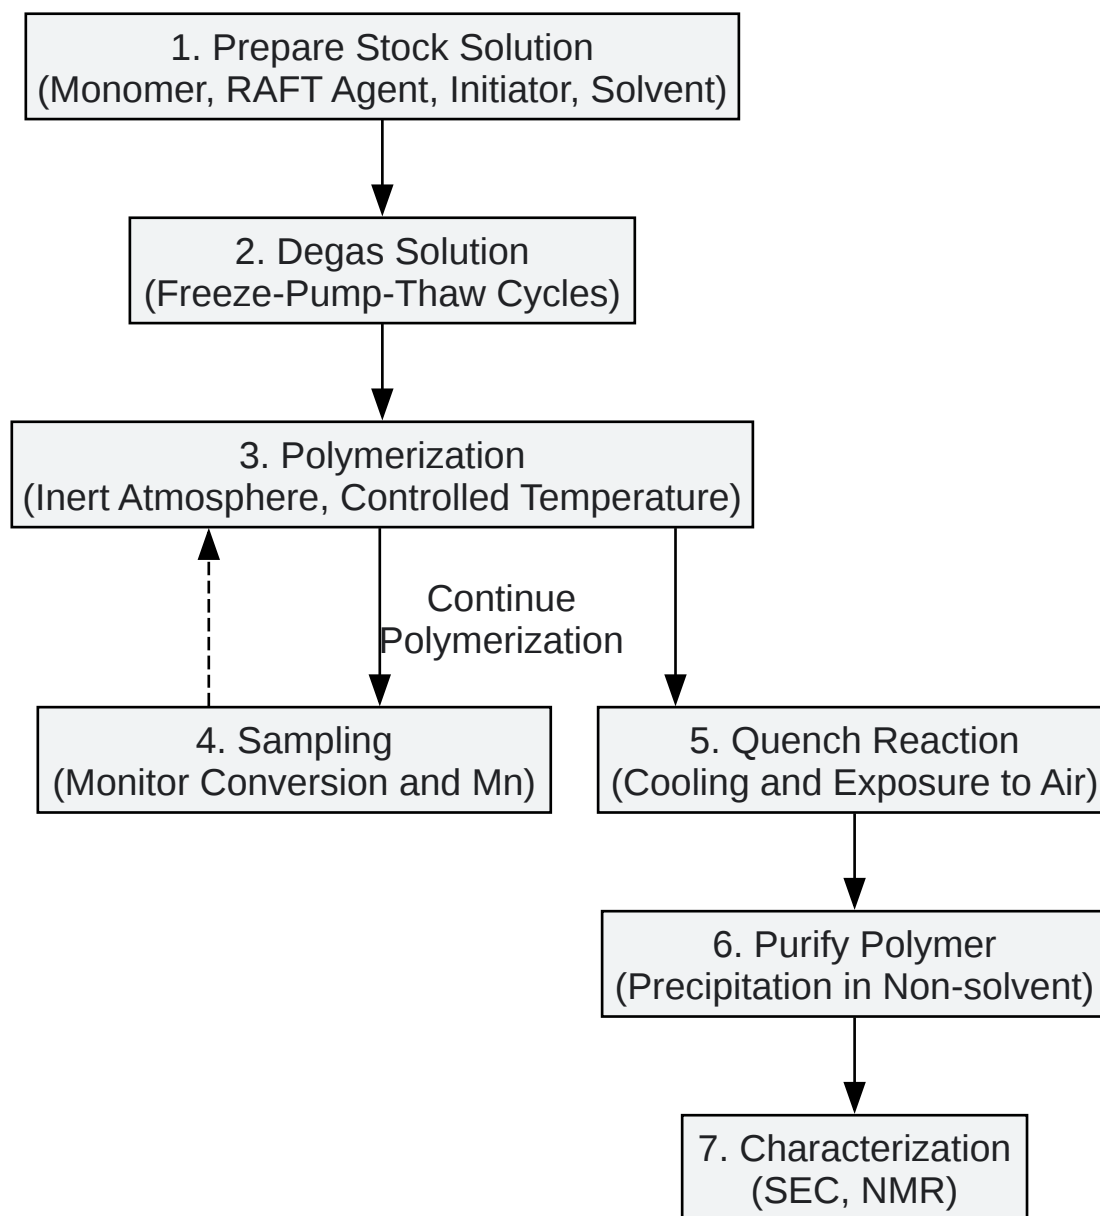 1. Prepare Stock Solution
(Monomer, RAFT Agent, Initiator, Solvent)
2. Degas Solution
(Freeze-Pump-Thaw Cycles)
3. Polymerization
(Inert Atmosphere, Controlled Temperature)
Continue
Polymerization
4. Sampling
(Monitor Conversion and Mn)
5. Quench Reaction
(Cooling and Exposure to Air)
6. Purify Polymer
(Precipitation in Non-solvent)
7. Characterization
(SEC, NMR)